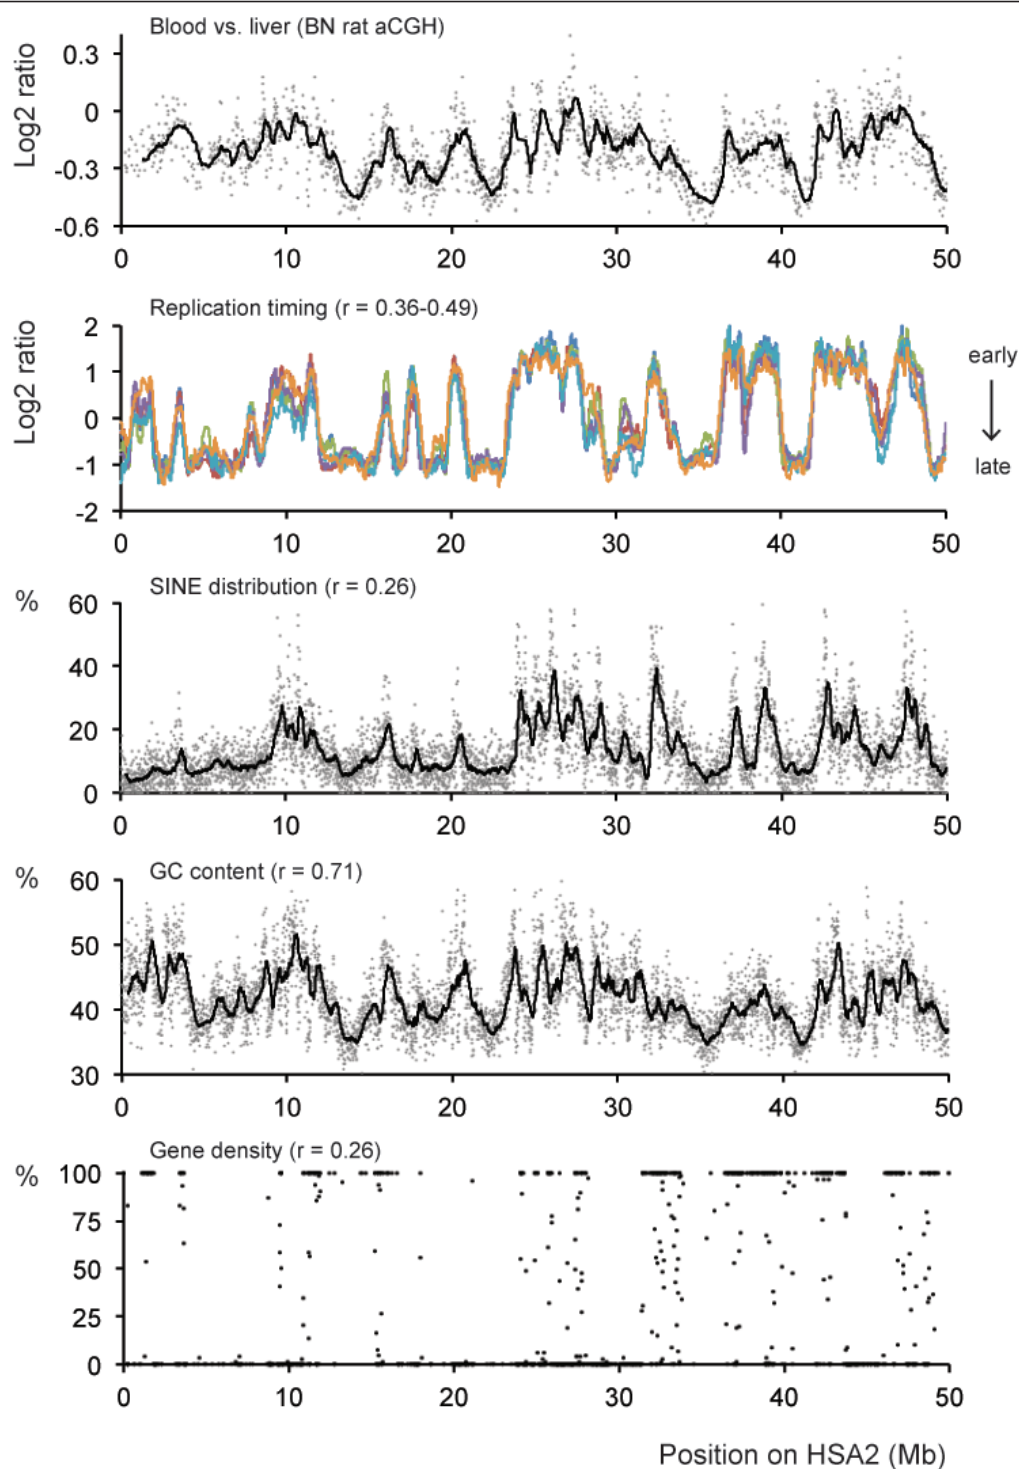 Blood vs. liver (BN rat aCGH)
Log2 ratio
0.3
0
-0.3
-0.6
0 10 20 30 40 50
Replication timing (r = 0.36-0.49)
Log2 ratio
2
1
0
-1
-2
early
late
0 10 20 30 40 50
SINE distribution (r = 0.26)
%
60
40
20
0
0 10 20 30 40 50
GC content (r = 0.71)
%
60
50
40
30
0 10 20 30 40 50
Gene density (r = 0.26)
%
100
75
50
25
0
0 10 20 30 40 50
Position on HSA2 (Mb)